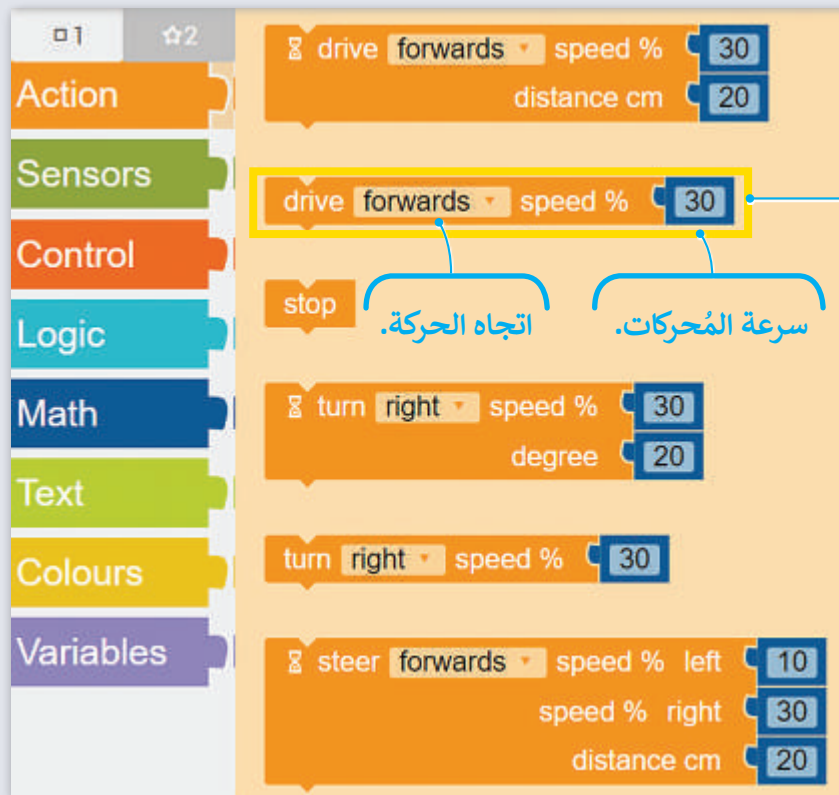 1 2
Action
Sensors
Control
Logic
Math
Text
Colours
Variables
drive forwards speed % 30
distance cm 20
drive forwards speed % 30
stop
اتجاه الحركة.
سرعة المُحركات.
turn right speed % 30
degree 20
turn right speed % 30
steer forwards speed % left 10
speed % right 30
distance cm 20